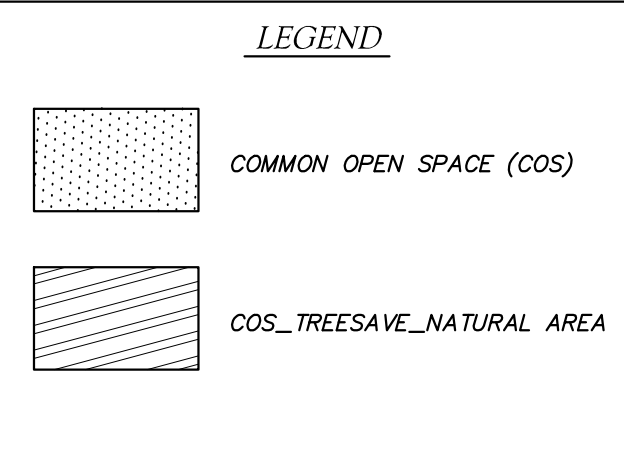 LEGEND
COMMON OPEN SPACE (COS)
COS_TREESAVE_NATURAL AREA